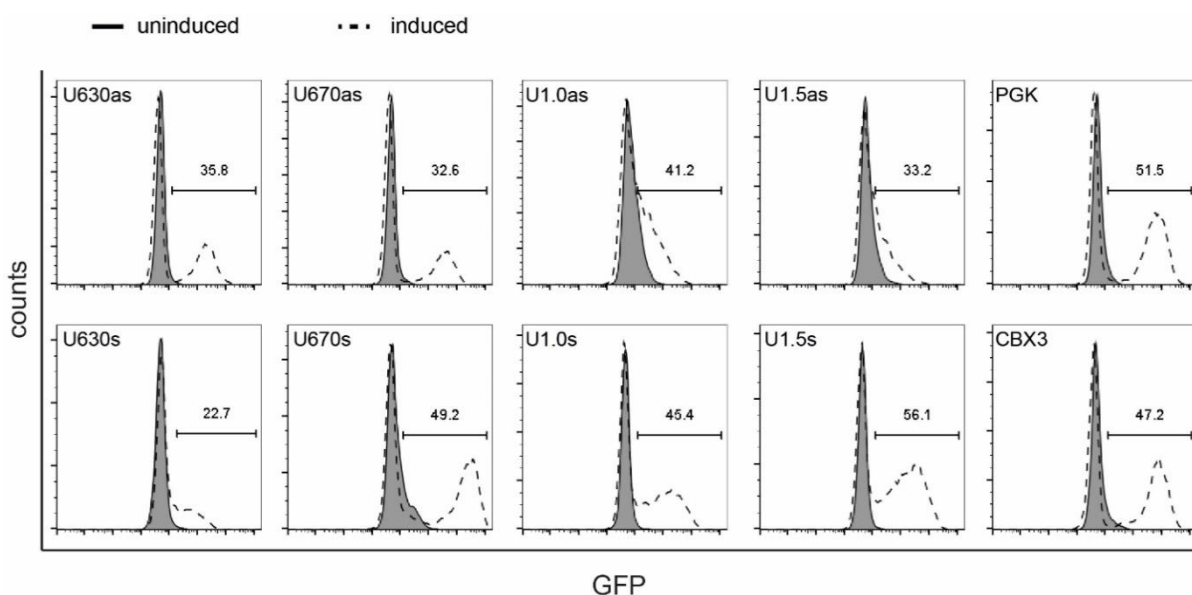 uninduced induced
U630as U670as U1.0as U1.5as PGK
35.8 32.6 41.2 33.2 51.5
U630s U670s U1.0s U1.5s CBX3
22.7 49.2 45.4 56.1 47.2
counts
GFP